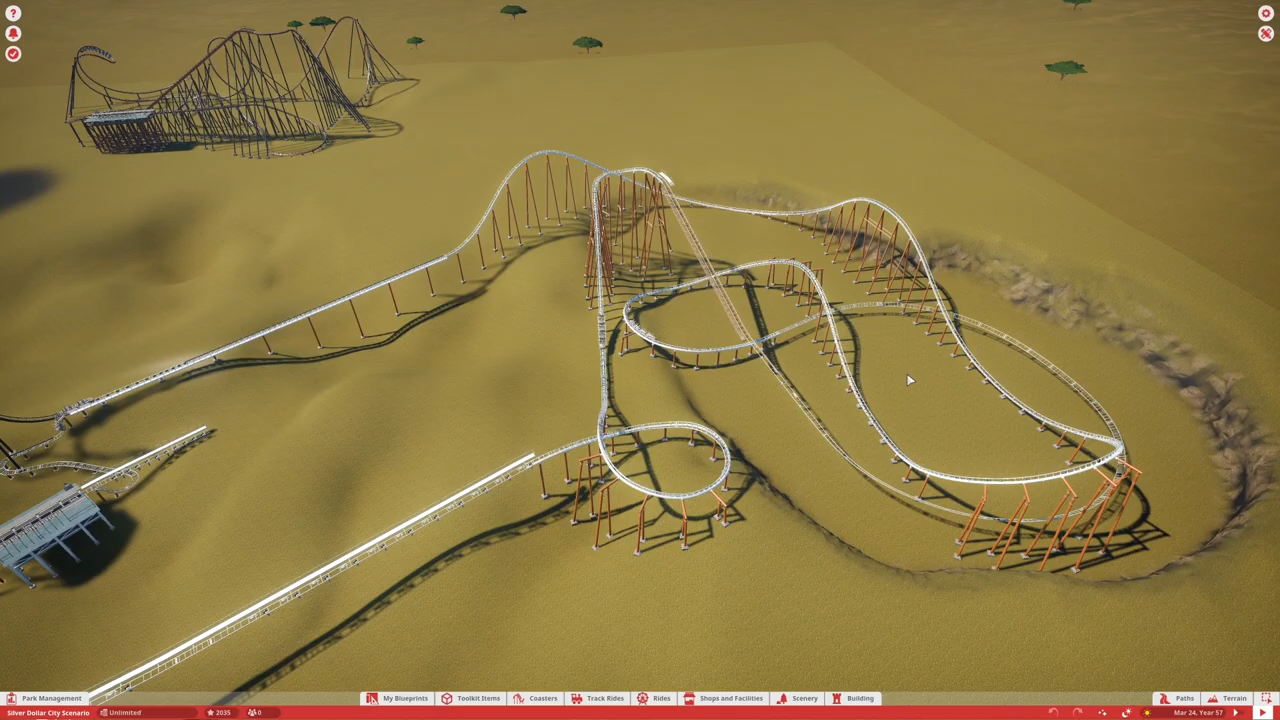 ?
Park Management
My Blueprints
Toolkit Items
Coasters
Track Rides
Rides
Shops and Facilities
Scenery
Building
Paths
Terrain
Silver Dollar City Scenario
Unlimited
2035
0
Mar 24, Year 57